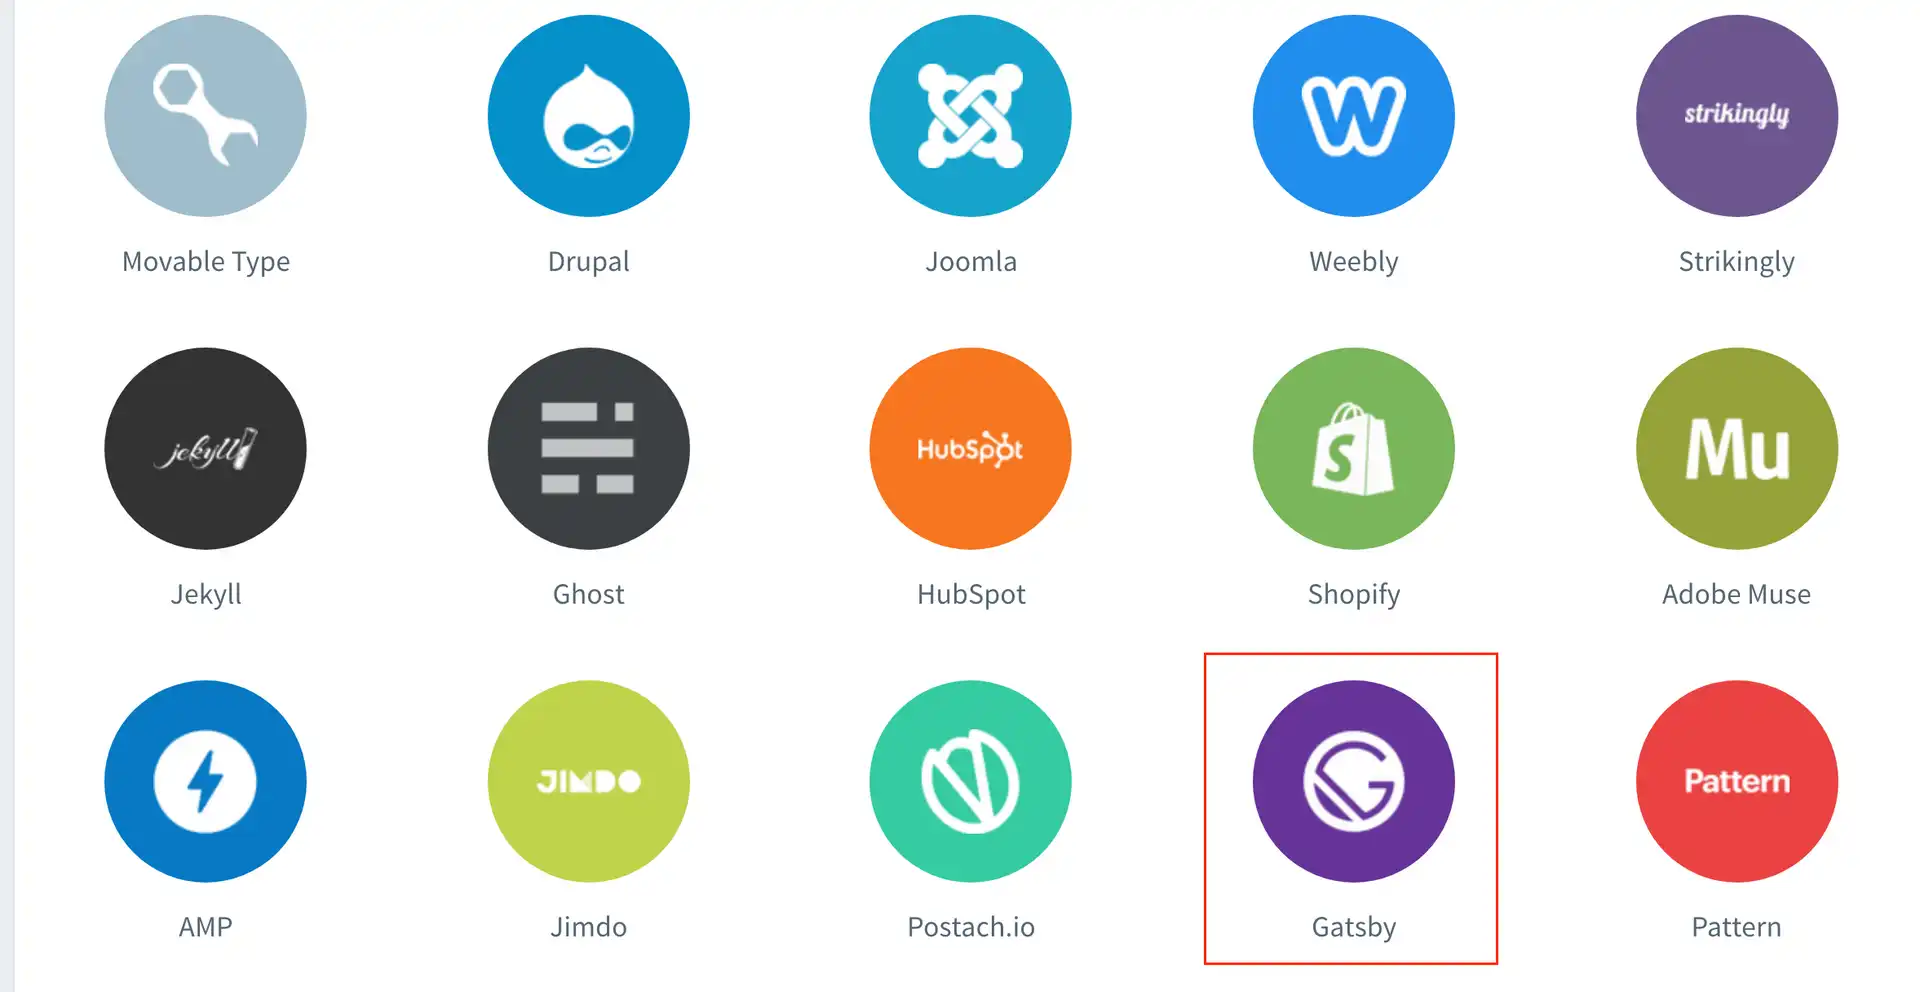 strikingly
Movable Type
Drupal
Joomla
Weebly
Strikingly
jekyll
HubSpot
S
Mu
Jekyll
Ghost
HubSpot
Shopify
Adobe Muse
JIMDO
G
Pattern
AMP
Jimdo
Postach.io
Gatsby
Pattern